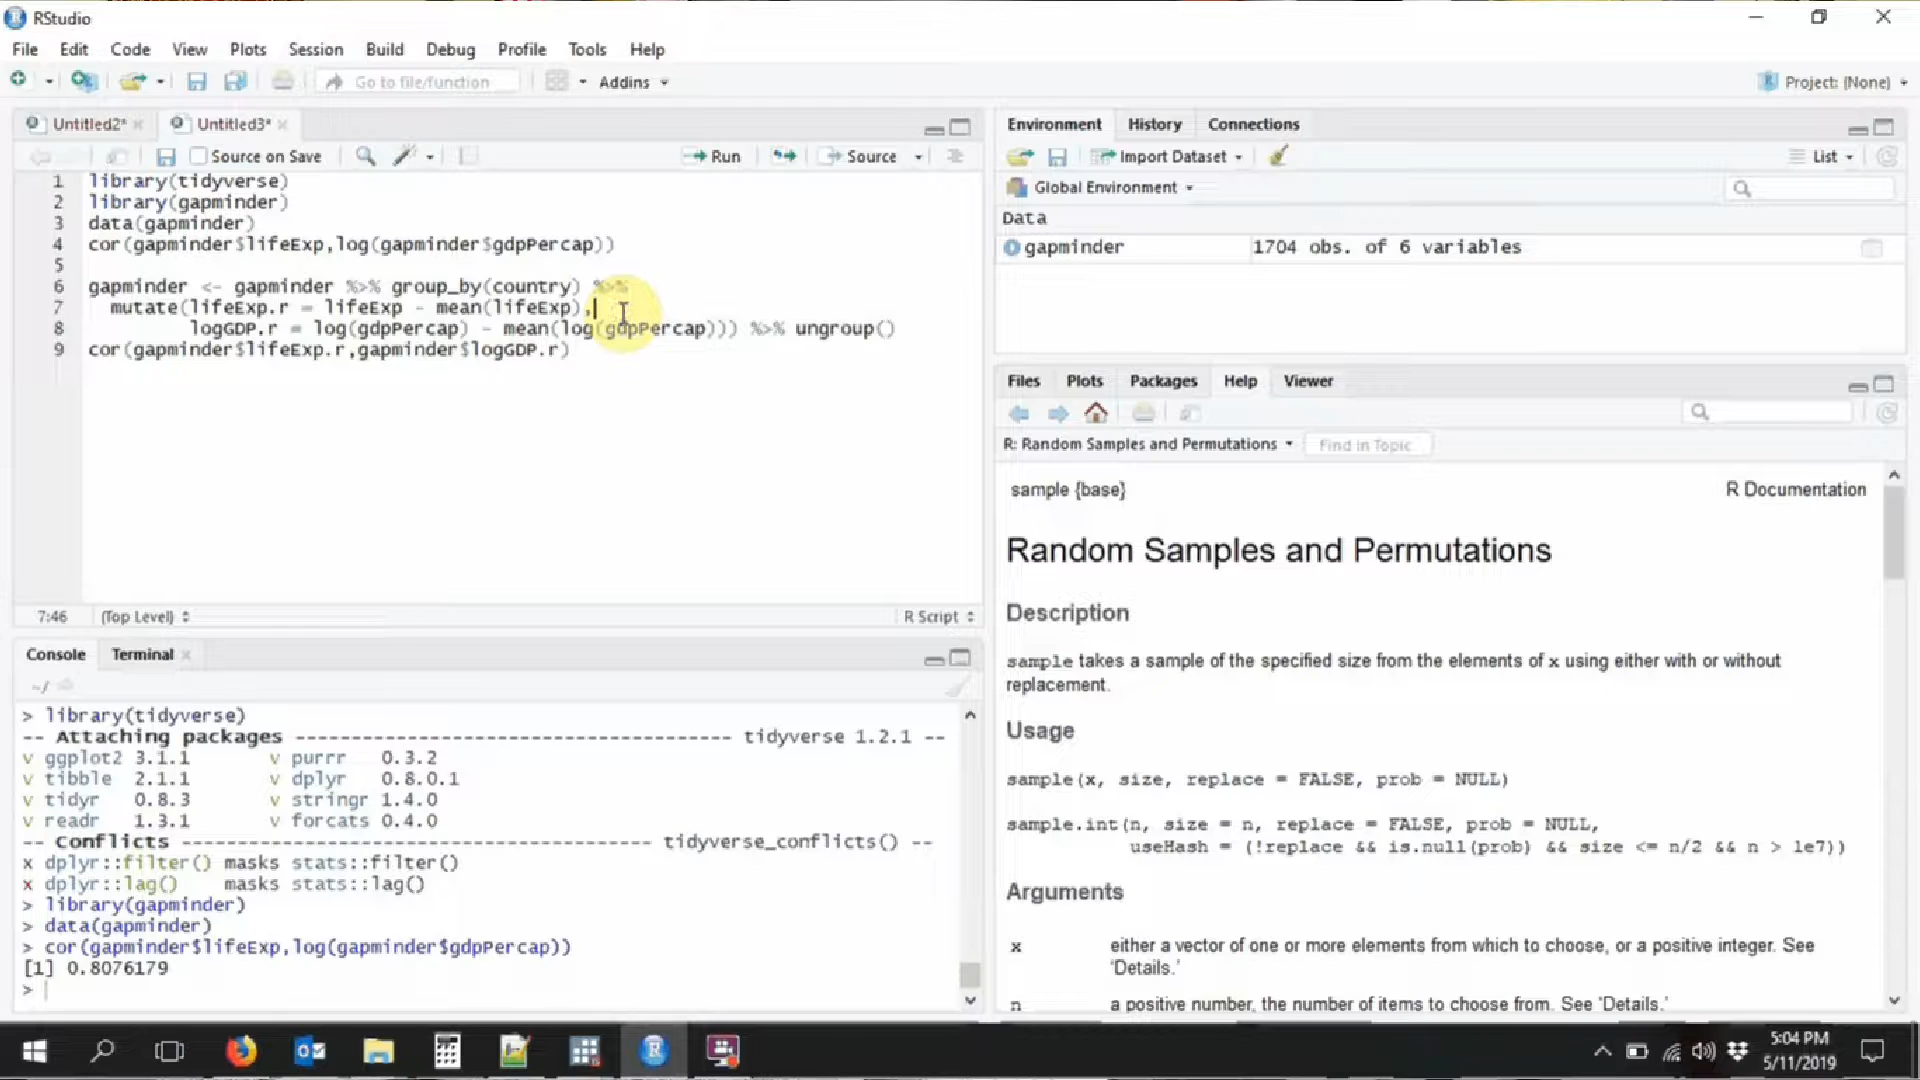 RStudio
File Edit Code View Plots Session Build Debug Profile Tools Help
Go to file/function Addins Project: (None)
Untitled2* Untitled3*
Source on Save Run Source
1 library(tidyverse)
2 library(gapminder)
3 data(gapminder)
4 cor(gapminder$lifeExp,log(gapminder$gdpPercap))
5
6 gapminder <- gapminder %>% group_by(country) %>%
7 mutate(lifeExp.r = lifeExp - mean(lifeExp),
8 logGDP.r = log(gdpPercap) - mean(log(gdpPercap))) %>% ungroup()
9 cor(gapminder$lifeExp.r,gapminder$logGDP.r)
7:46 (Top Level) R Script
Console Terminal
~/
> library(tidyverse)
-- Attaching packages ------------------------------------ tidyverse 1.2.1 --
v ggplot2 3.1.1 v purrr 0.3.2
v tibble 2.1.1 v dplyr 0.8.0.1
v tidyr 0.8.3 v stringr 1.4.0
v readr 1.3.1 v forcats 0.4.0
-- Conflicts --------------------------------------- tidyverse_conflicts() --
x dplyr::filter() masks stats::filter()
x dplyr::lag() masks stats::lag()
> library(gapminder)
> data(gapminder)
> cor(gapminder$lifeExp,log(gapminder$gdpPercap))
[1] 0.8076179
>
Environment History Connections
Import Dataset List
Global Environment
Data
gapminder 1704 obs. of 6 variables
Files Plots Packages Help Viewer
R: Random Samples and Permutations Find in Topic
sample {base} R Documentation
Random Samples and Permutations
Description
sample takes a sample of the specified size from the elements of x using either with or without
replacement.
Usage
sample(x, size, replace = FALSE, prob = NULL)
sample.int(n, size = n, replace = FALSE, prob = NULL,
useHash = (!replace && is.null(prob) && size <= n/2 && n > 1e7))
Arguments
x either a vector of one or more elements from which to choose, or a positive integer. See
‘Details.’
n a positive number, the number of items to choose from. See ‘Details.’
5:04 PM
5/11/2019